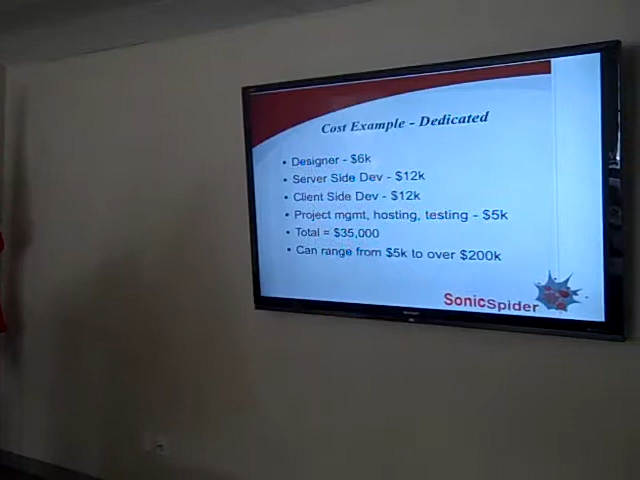 Cost Example - Dedicated
• Designer - $6k
• Server Side Dev - $12k
• Client Side Dev - $12k
• Project mgmt, hosting, testing - $5k
• Total = $35,000
• Can range from $5k to over $200k
SonicSpider